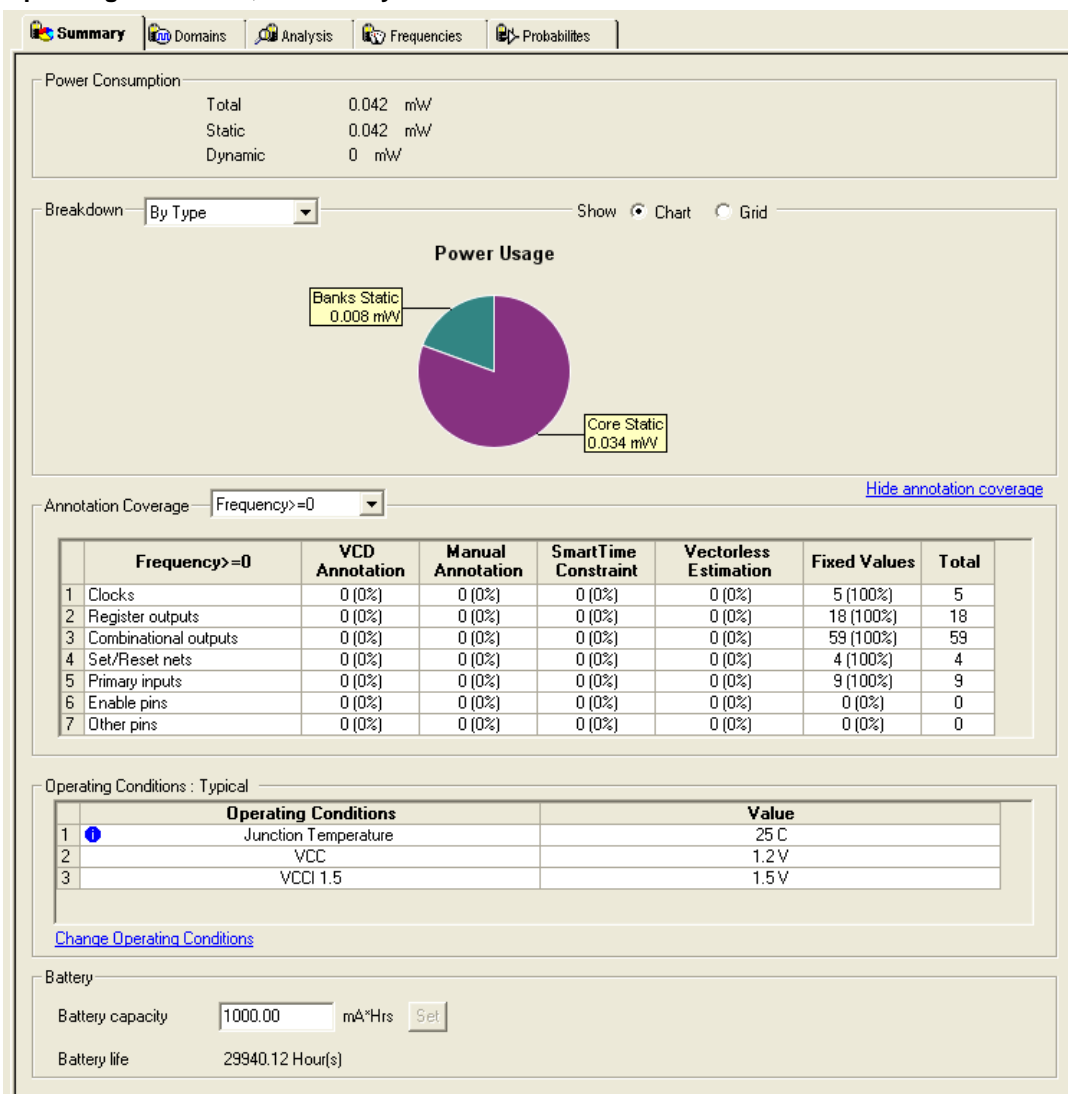 Summary Domains Analysis Frequencies Probabilites
Power Consumption
Total 0.042 mW
Static 0.042 mW
Dynamic 0 mW
Breakdown By Type Show Chart Grid
Power Usage
Banks Static
0.008 mW
Core Static
0.034 mW
Hide annotation coverage
Annotation Coverage Frequency>=0
Frequency>=0 VCD Annotation Manual Annotation SmartTime Constraint Vectorless Estimation Fixed Values Total
1 Clocks 0 (0%) 0 (0%) 0 (0%) 0 (0%) 5 (100%) 5
2 Register outputs 0 (0%) 0 (0%) 0 (0%) 0 (0%) 18 (100%) 18
3 Combinational outputs 0 (0%) 0 (0%) 0 (0%) 0 (0%) 59 (100%) 59
4 Set/Reset nets 0 (0%) 0 (0%) 0 (0%) 0 (0%) 4 (100%) 4
5 Primary inputs 0 (0%) 0 (0%) 0 (0%) 0 (0%) 9 (100%) 9
6 Enable pins 0 (0%) 0 (0%) 0 (0%) 0 (0%) 0 (0%) 0
7 Other pins 0 (0%) 0 (0%) 0 (0%) 0 (0%) 0 (0%) 0
Operating Conditions : Typical
Operating Conditions Value
1 Junction Temperature 25 C
2 VCC 1.2 V
3 VCCI 1.5 1.5 V
Change Operating Conditions
Battery
Battery capacity 1000.00 mA*Hrs Set
Battery life 29940.12 Hour(s)